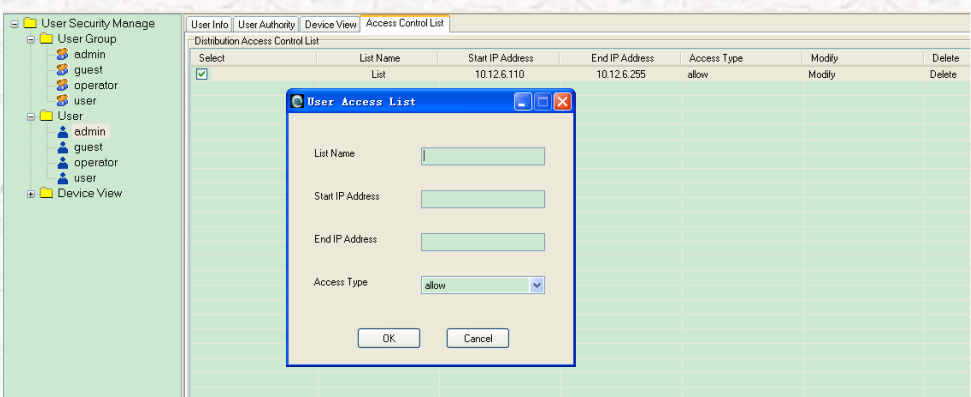 User Security Manage
User Group
admin
guest
operator
user
User
admin
guest
operator
user
Device View
User Info User Authority Device View Access Control List
Distribution Access Control List
Select List Name Start IP Address End IP Address Access Type Modify Delete
List 10.12.6.110 10.12.6.255 allow Modify Delete
User Access List
List Name
Start IP Address
End IP Address
Access Type allow
OK Cancel